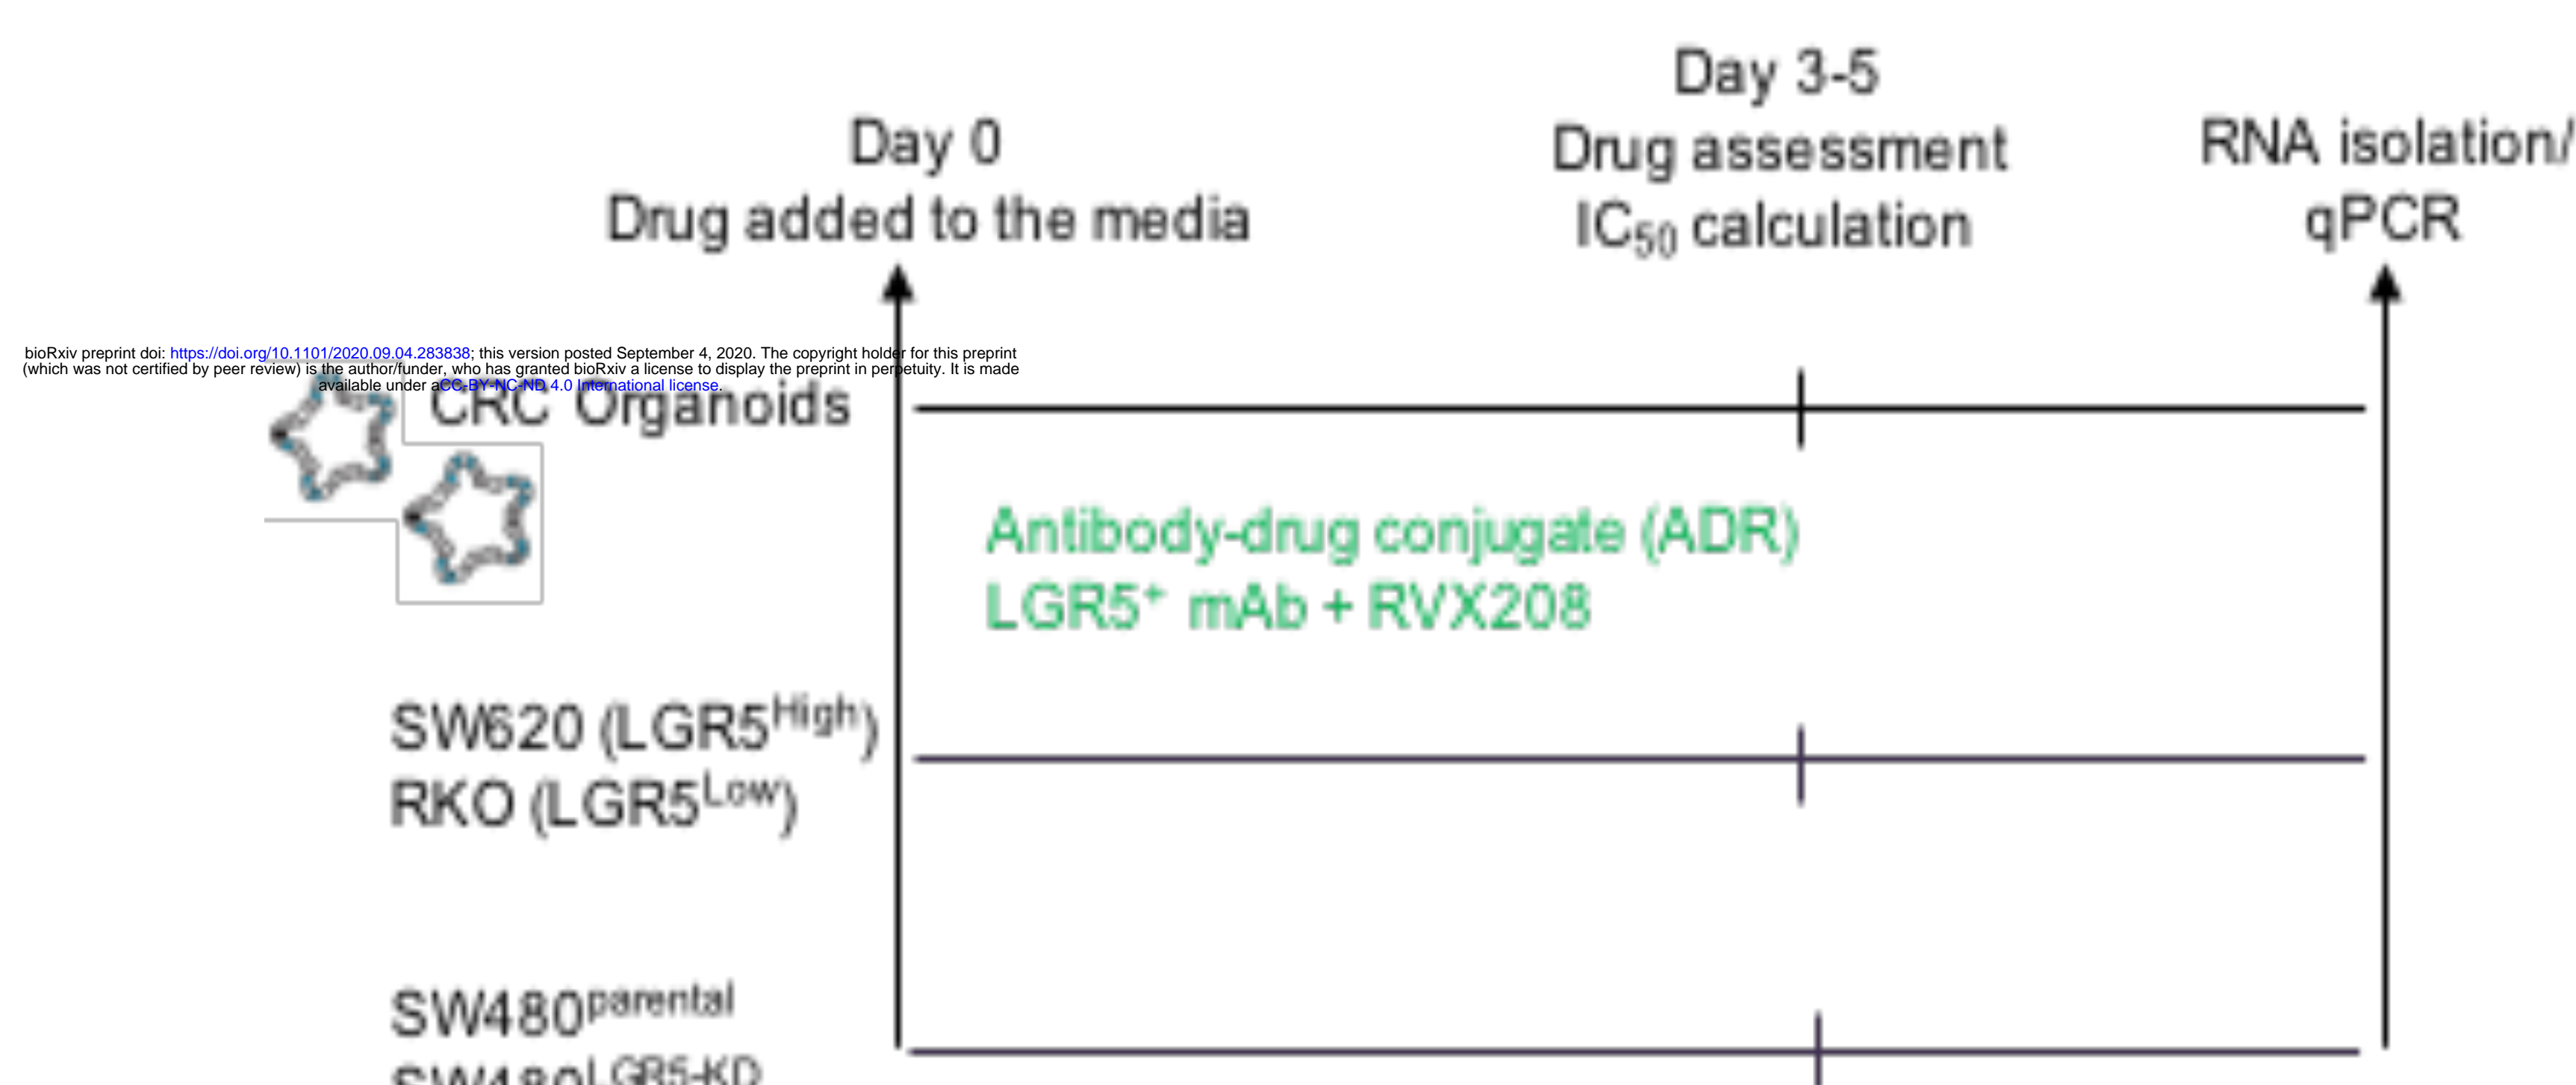 Day 3-5
Day 0
Drug assessment
RNA isolation/
Drug added to the media
IC₅₀ calculation
qPCR
bioRxiv preprint doi: https://doi.org/10.1101/2020.09.04.283838; this version posted September 4, 2020. The copyright holder for this preprint
(which was not certified by peer review) is the author/funder, who has granted bioRxiv a license to display the preprint in perpetuity. It is made
available under aCC-BY-NC-ND 4.0 International license.
CRC Organoids
Antibody-drug conjugate (ADR)
LGR5⁺ mAb + RVX208
SW620 (LGR5High)
RKO (LGR5Low)
SW480parental
SW480LGR5-KD